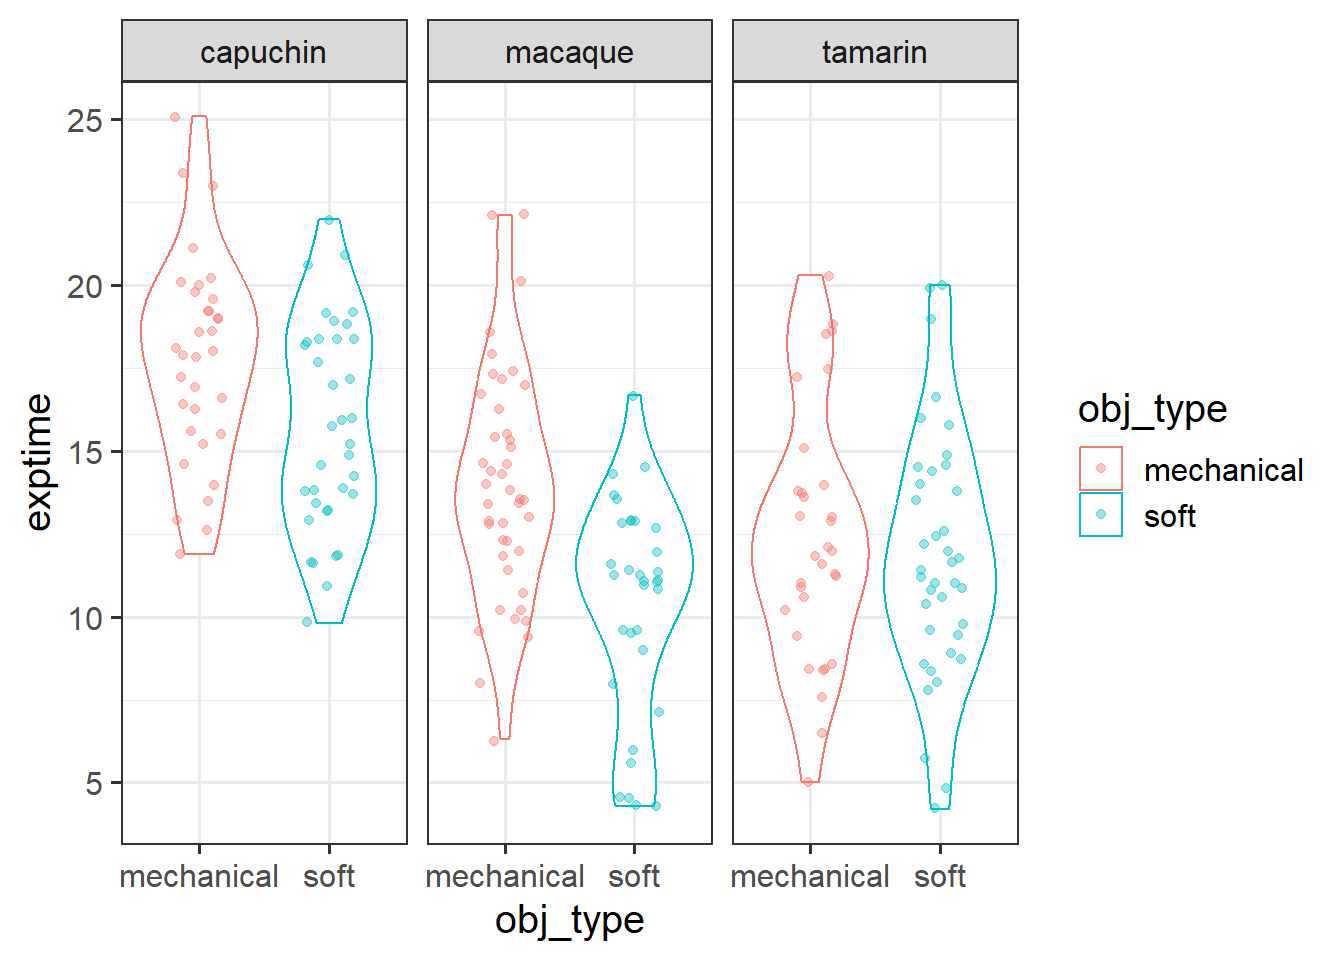 capuchin macaque tamarin
25
20
15
10
5
exptime
mechanical soft mechanical soft mechanical soft
obj_type
obj_type
mechanical
soft